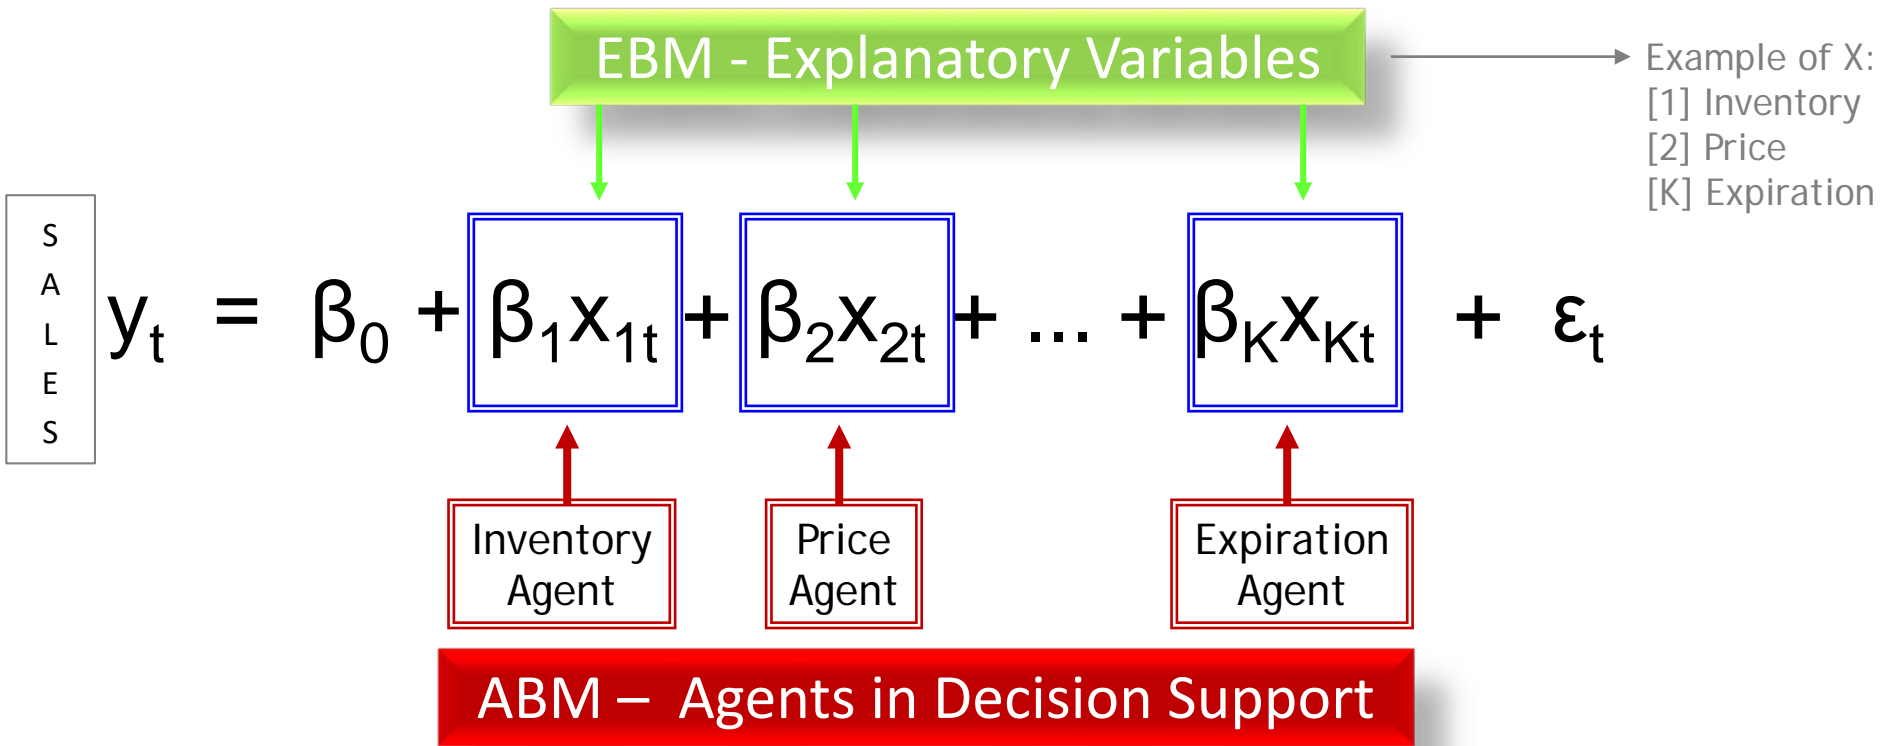 EBM - Explanatory Variables
Example of X:
[1] Inventory
[2] Price
[K] Expiration
S
A
L
E
S
yₜ = β₀ + β₁x₁ₜ + β₂x₂ₜ + ... + β_Kx_Kt + εₜ
Inventory
Agent
Price
Agent
Expiration
Agent
ABM – Agents in Decision Support